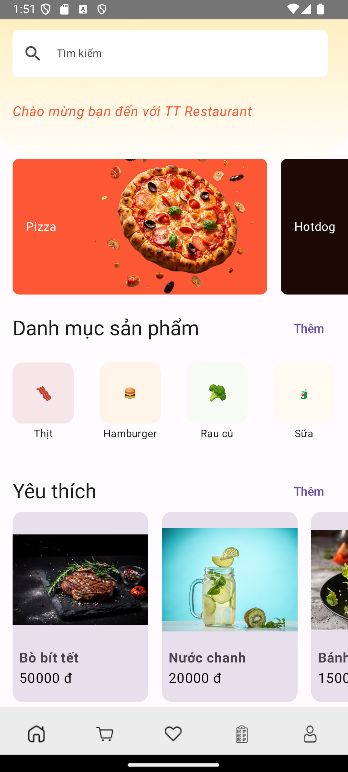 1:51
Tìm kiếm
Chào mừng bạn đến với TT Restaurant
Pizza
Hotdog
Danh mục sản phẩm
Thêm
Thịt
Hamburger
Rau củ
Sữa
Yêu thích
Thêm
Bò bít tết
50000 đ
Nước chanh
20000 đ
Bánh
1500